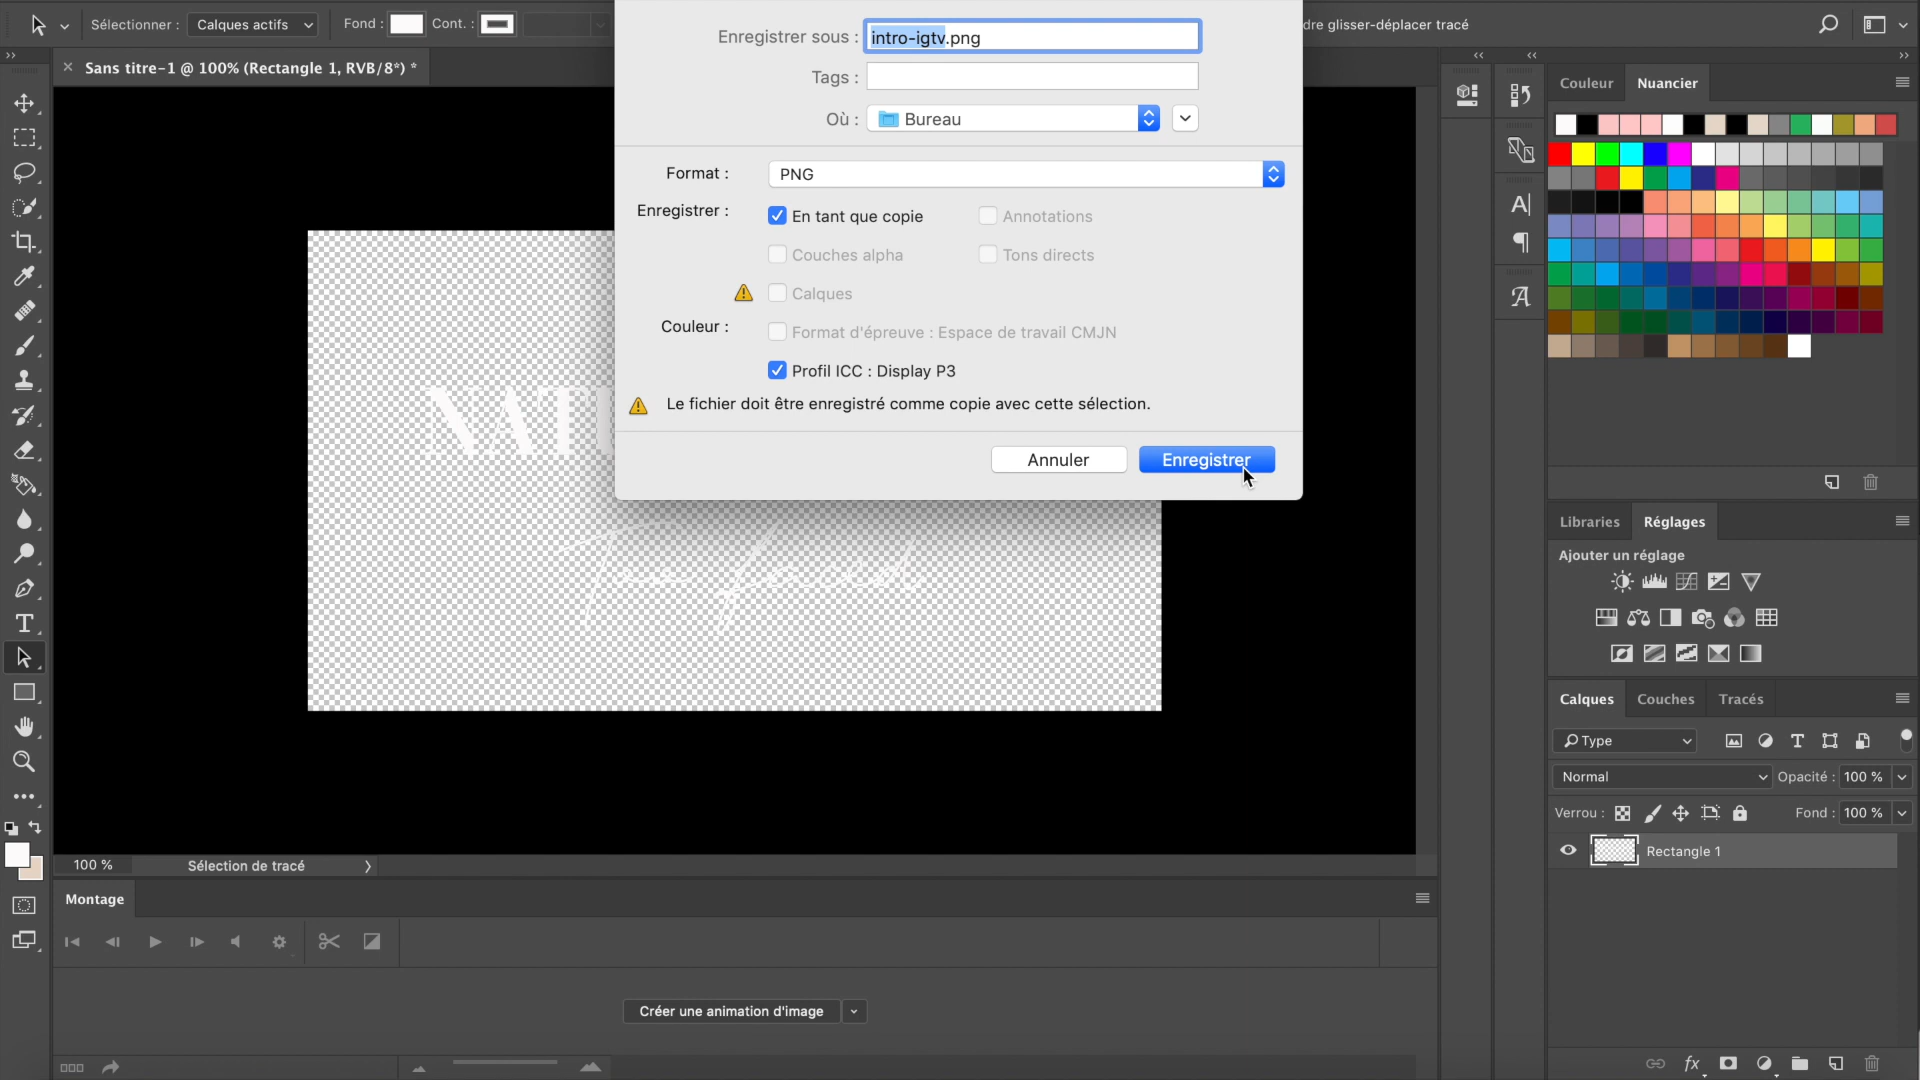 Sélectionner : Calques actifs Fond : Cont. :
dre glisser-déplacer tracé
× Sans titre-1 @ 100% (Rectangle 1, RVB/8*) *
Enregistrer sous : intro-igtv.png
Tags :
Où : Bureau
Format : PNG
Enregistrer : En tant que copie Annotations
Couches alpha Tons directs
Calques
Couleur : Format d'épreuve : Espace de travail CMJN
Profil ICC : Display P3
Le fichier doit être enregistré comme copie avec cette sélection.
Annuler Enregistrer
NAT
100 % Sélection de tracé
Montage
Créer une animation d'image
Couleur Nuancier
Libraries Réglages
Ajouter un réglage
Calques Couches Tracés
Type
Normal Opacité : 100 %
Verrou : Fond : 100 %
Rectangle 1
fx